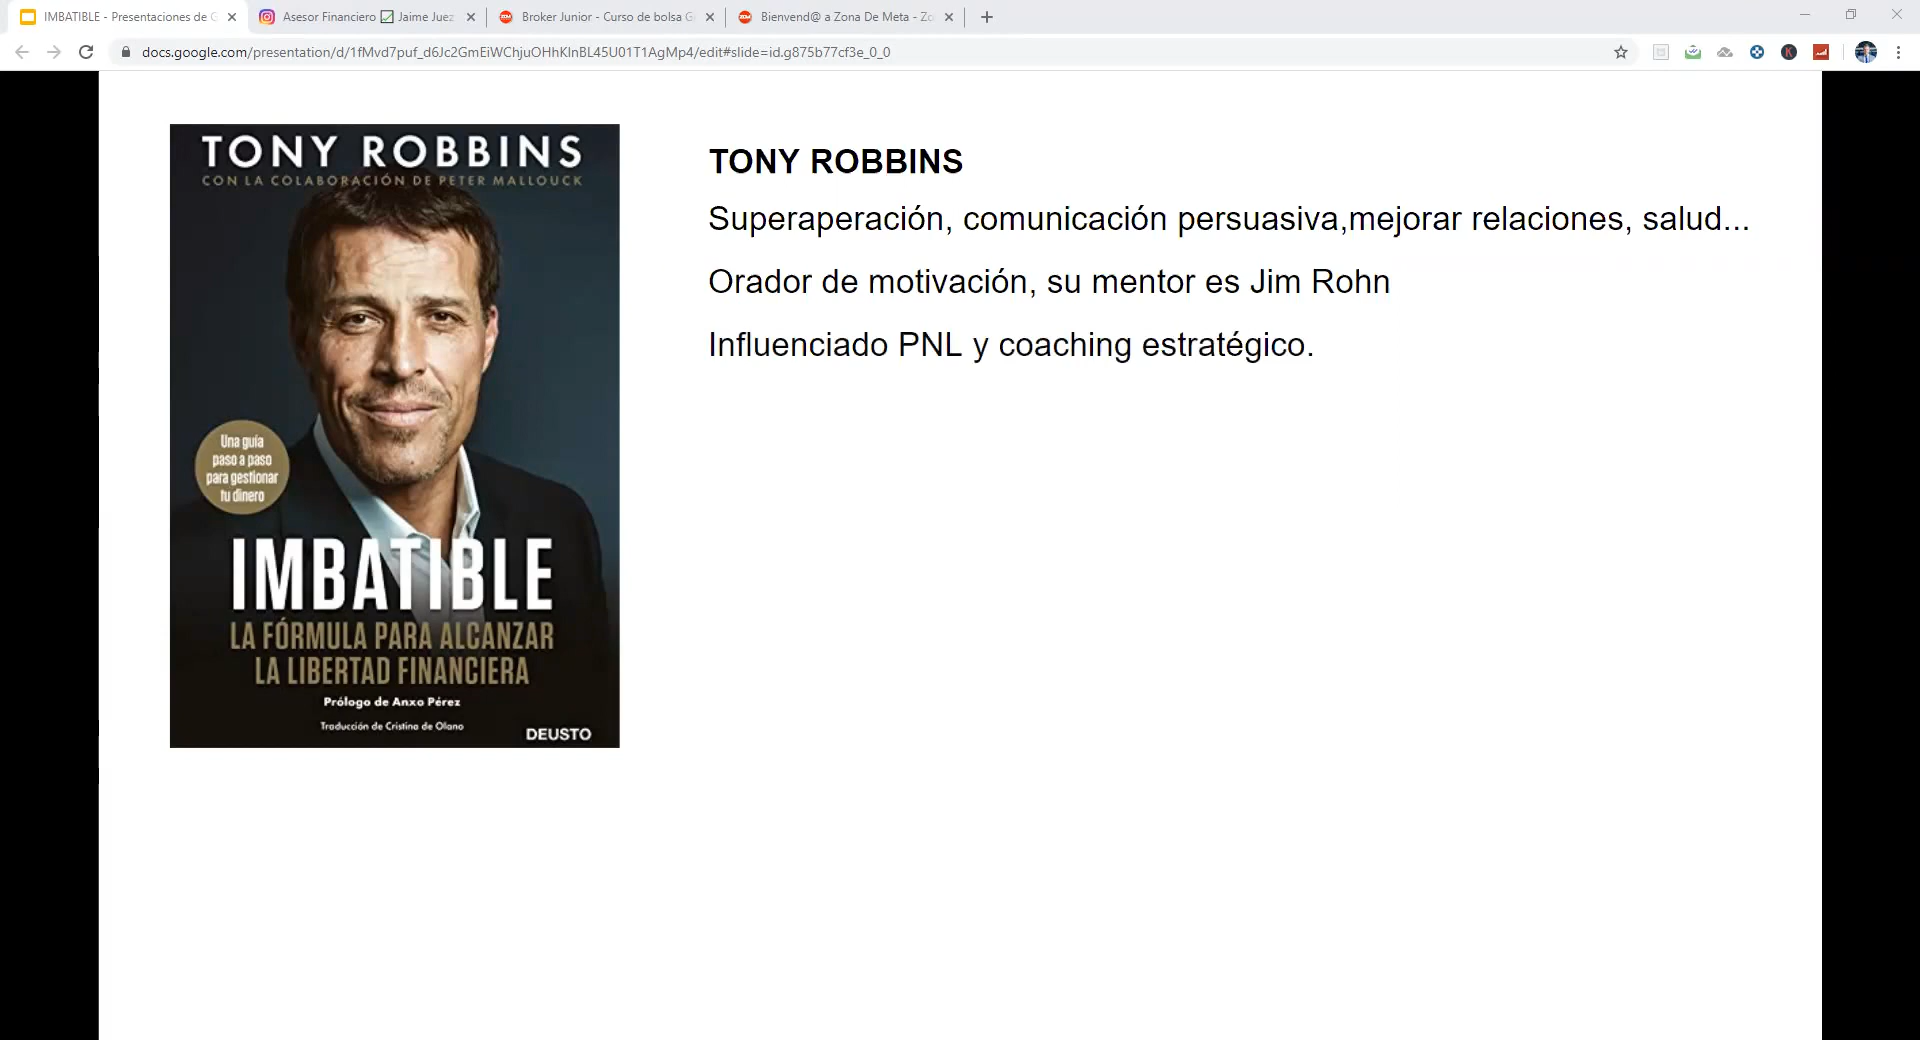 IMBATIBLE - Presentaciones de G
Asesor Financiero Jaime Juez
Broker Junior - Curso de bolsa G
Bienvend@ a Zona De Meta - Zo
docs.google.com/presentation/d/1fMvd7puf_d6Jc2GmEiWChjuOHhKlnBL45U01T1AgMp4/edit#slide=id.g875b77cf3e_0_0
TONY ROBBINS
CON LA COLABORACIÓN DE PETER MALLOUCK
Una guía
paso a paso
para gestionar
tu dinero
IMBATIBLE
LA FÓRMULA PARA ALCANZAR
LA LIBERTAD FINANCIERA
Prólogo de Anxo Pérez
Traducción de Cristina de Olano
DEUSTO
TONY ROBBINS
Superaperación, comunicación persuasiva,mejorar relaciones, salud...
Orador de motivación, su mentor es Jim Rohn
Influenciado PNL y coaching estratégico.